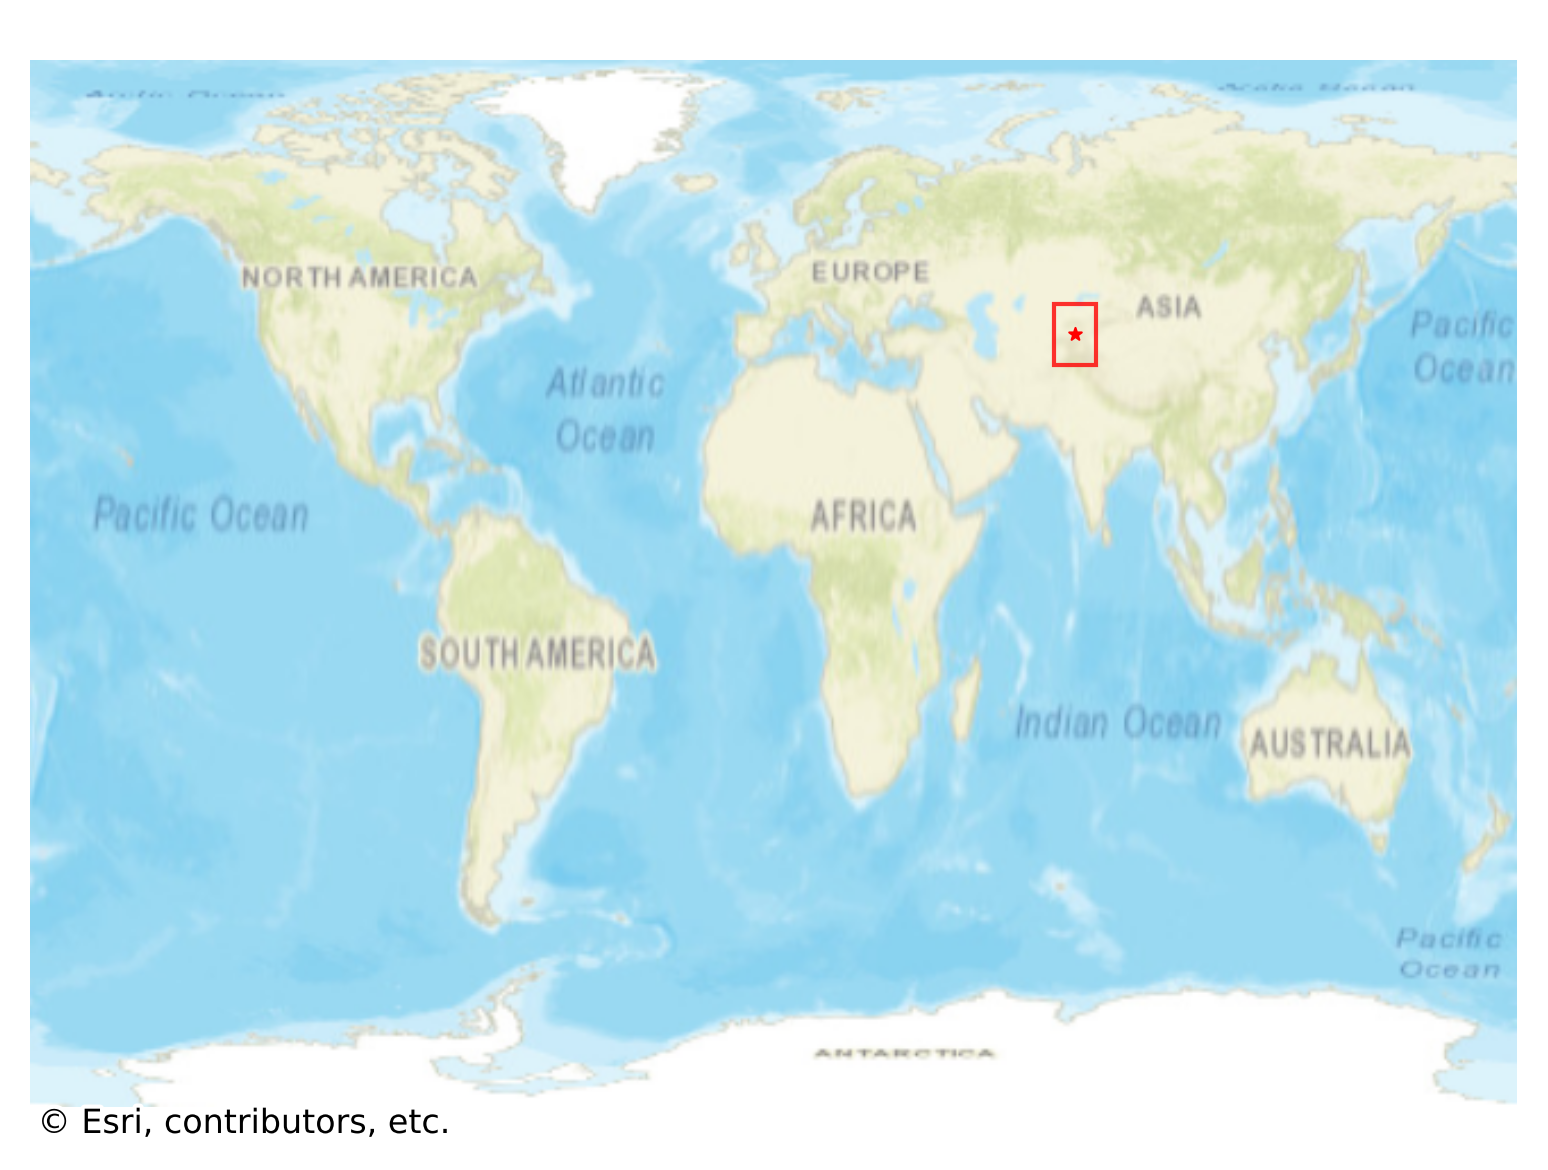 Arctic Ocean
Arctic Ocean
NORTH AMERICA
EUROPE
ASIA
Pacific
Ocean
Atlantic
Ocean
Pacific Ocean
AFRICA
SOUTH AMERICA
Indian Ocean
AUSTRALIA
Pacific
Ocean
ANTARCTICA
© Esri, contributors, etc.